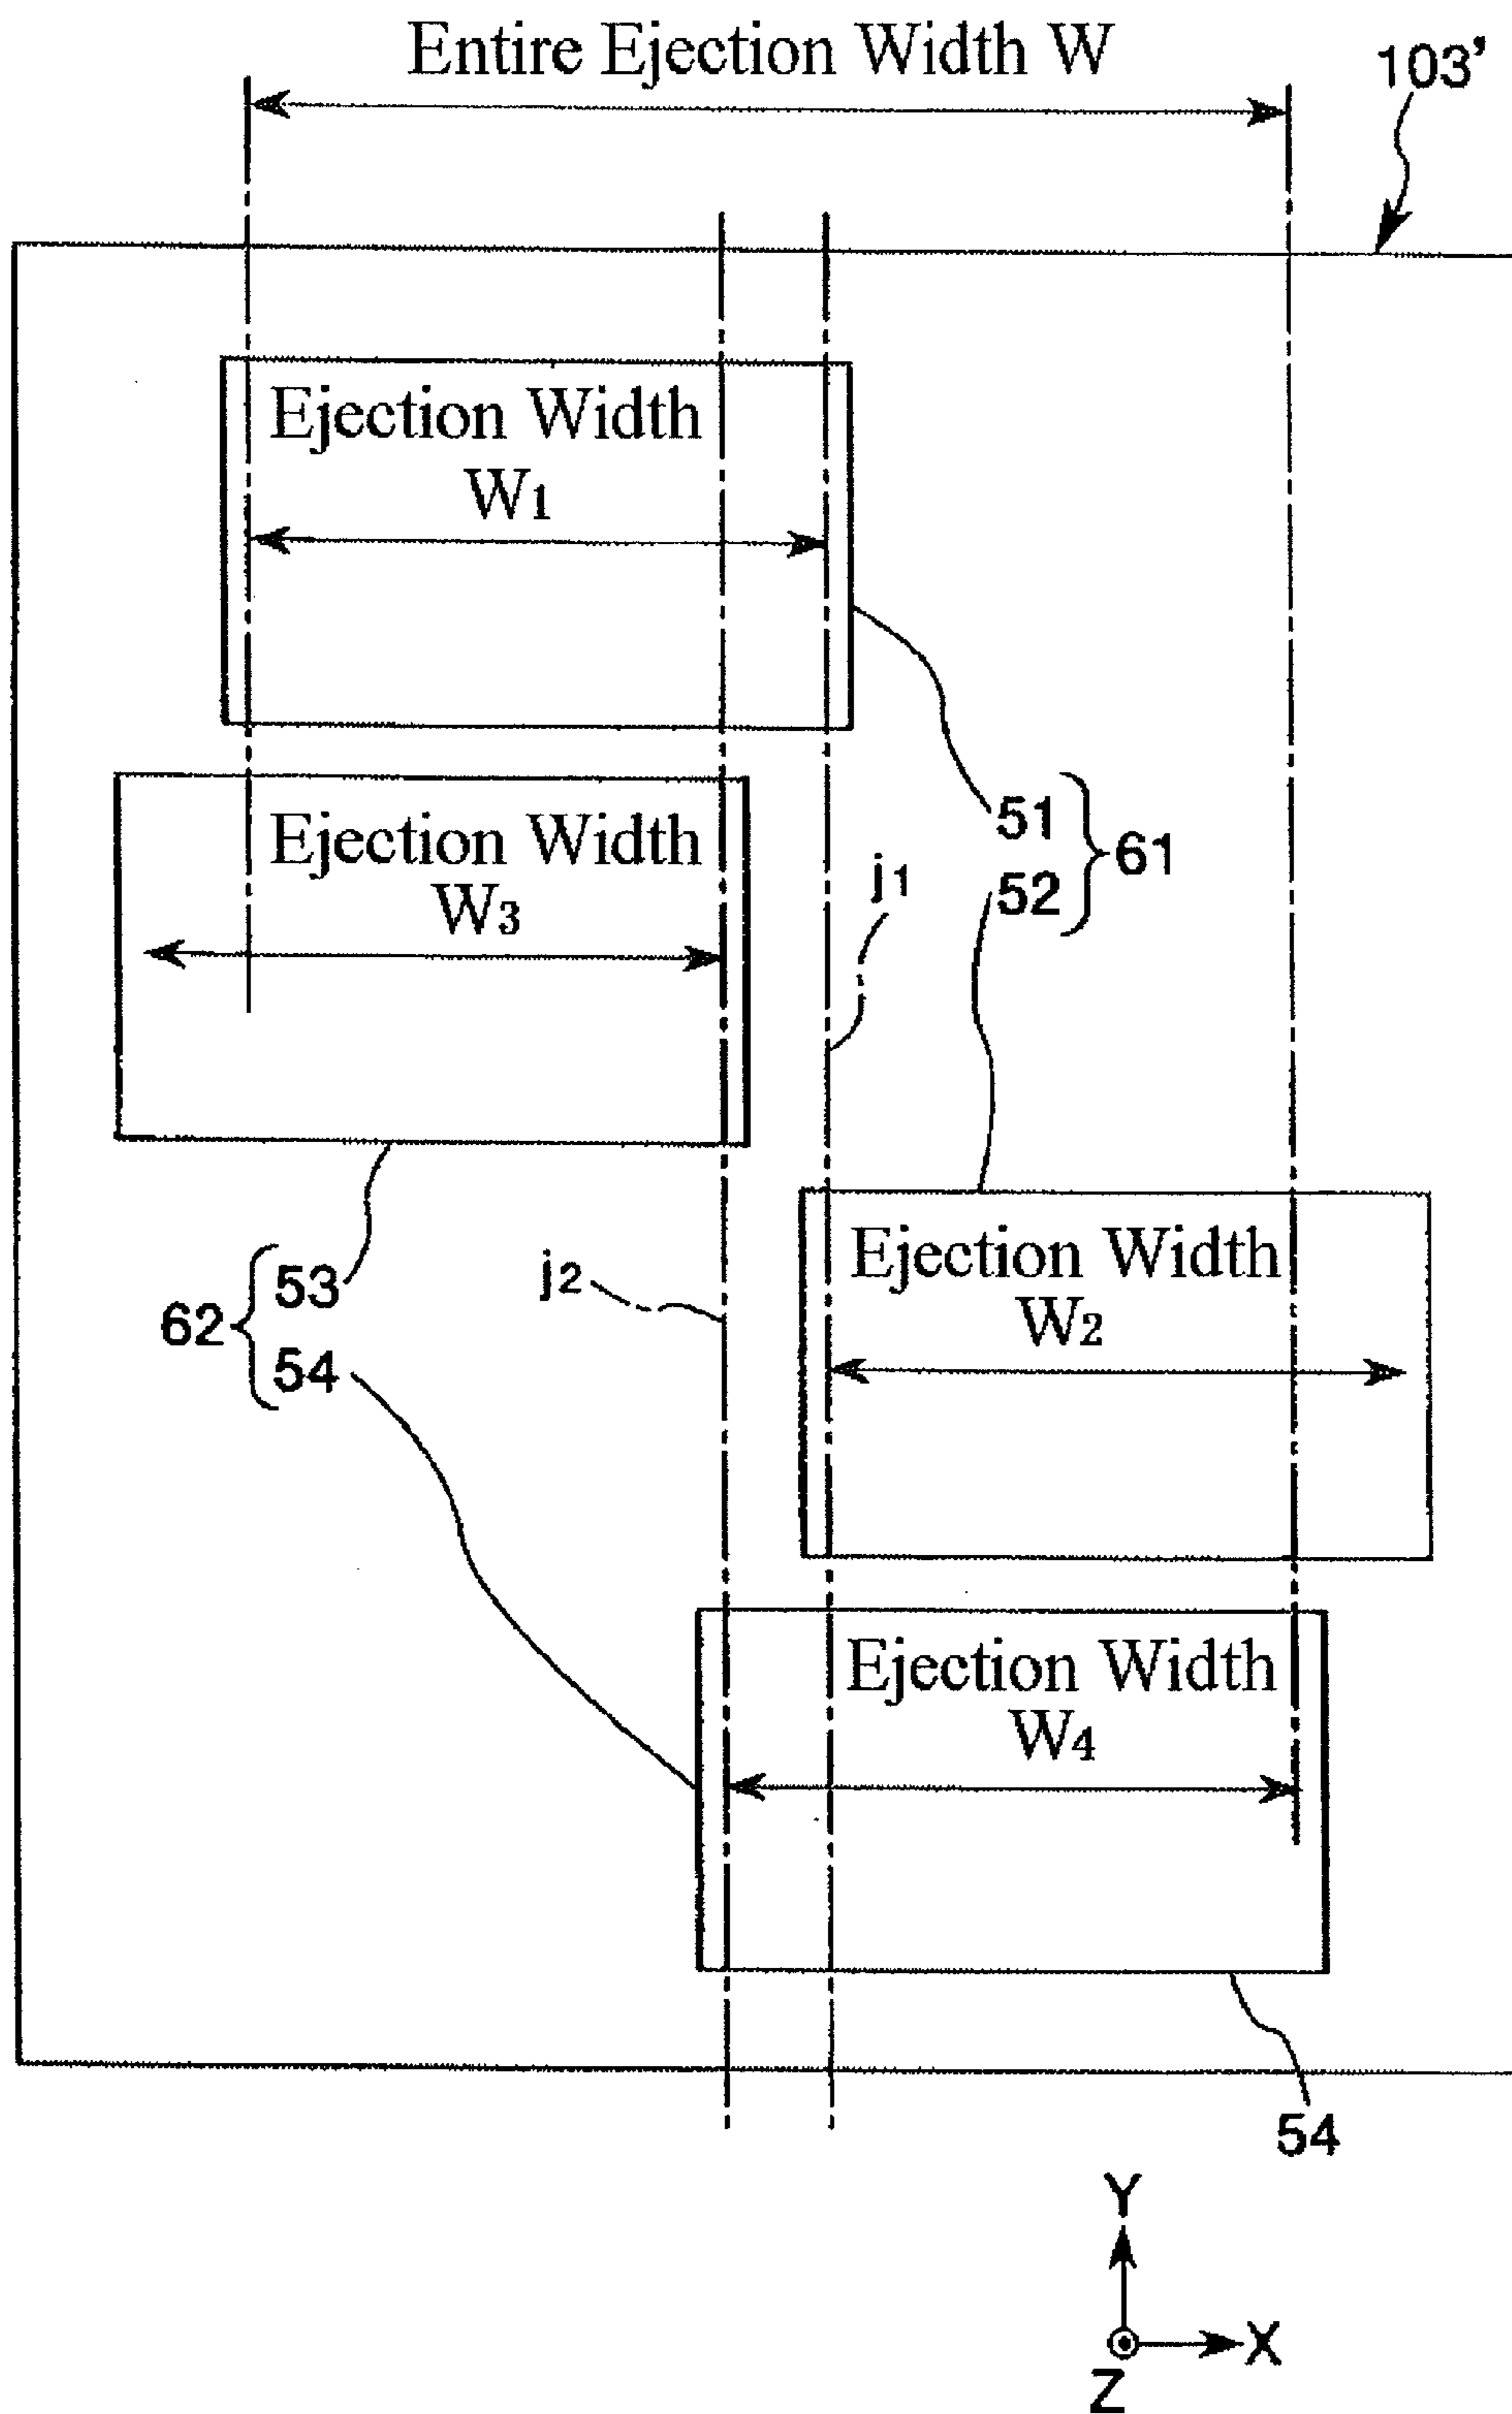 Entire Ejection Width W
103'
Ejection Width
W1
51
52
61
Ejection Width
W3
j1
53
54
62
j2
Ejection Width
W2
Ejection Width
W4
54
Y
X
Z